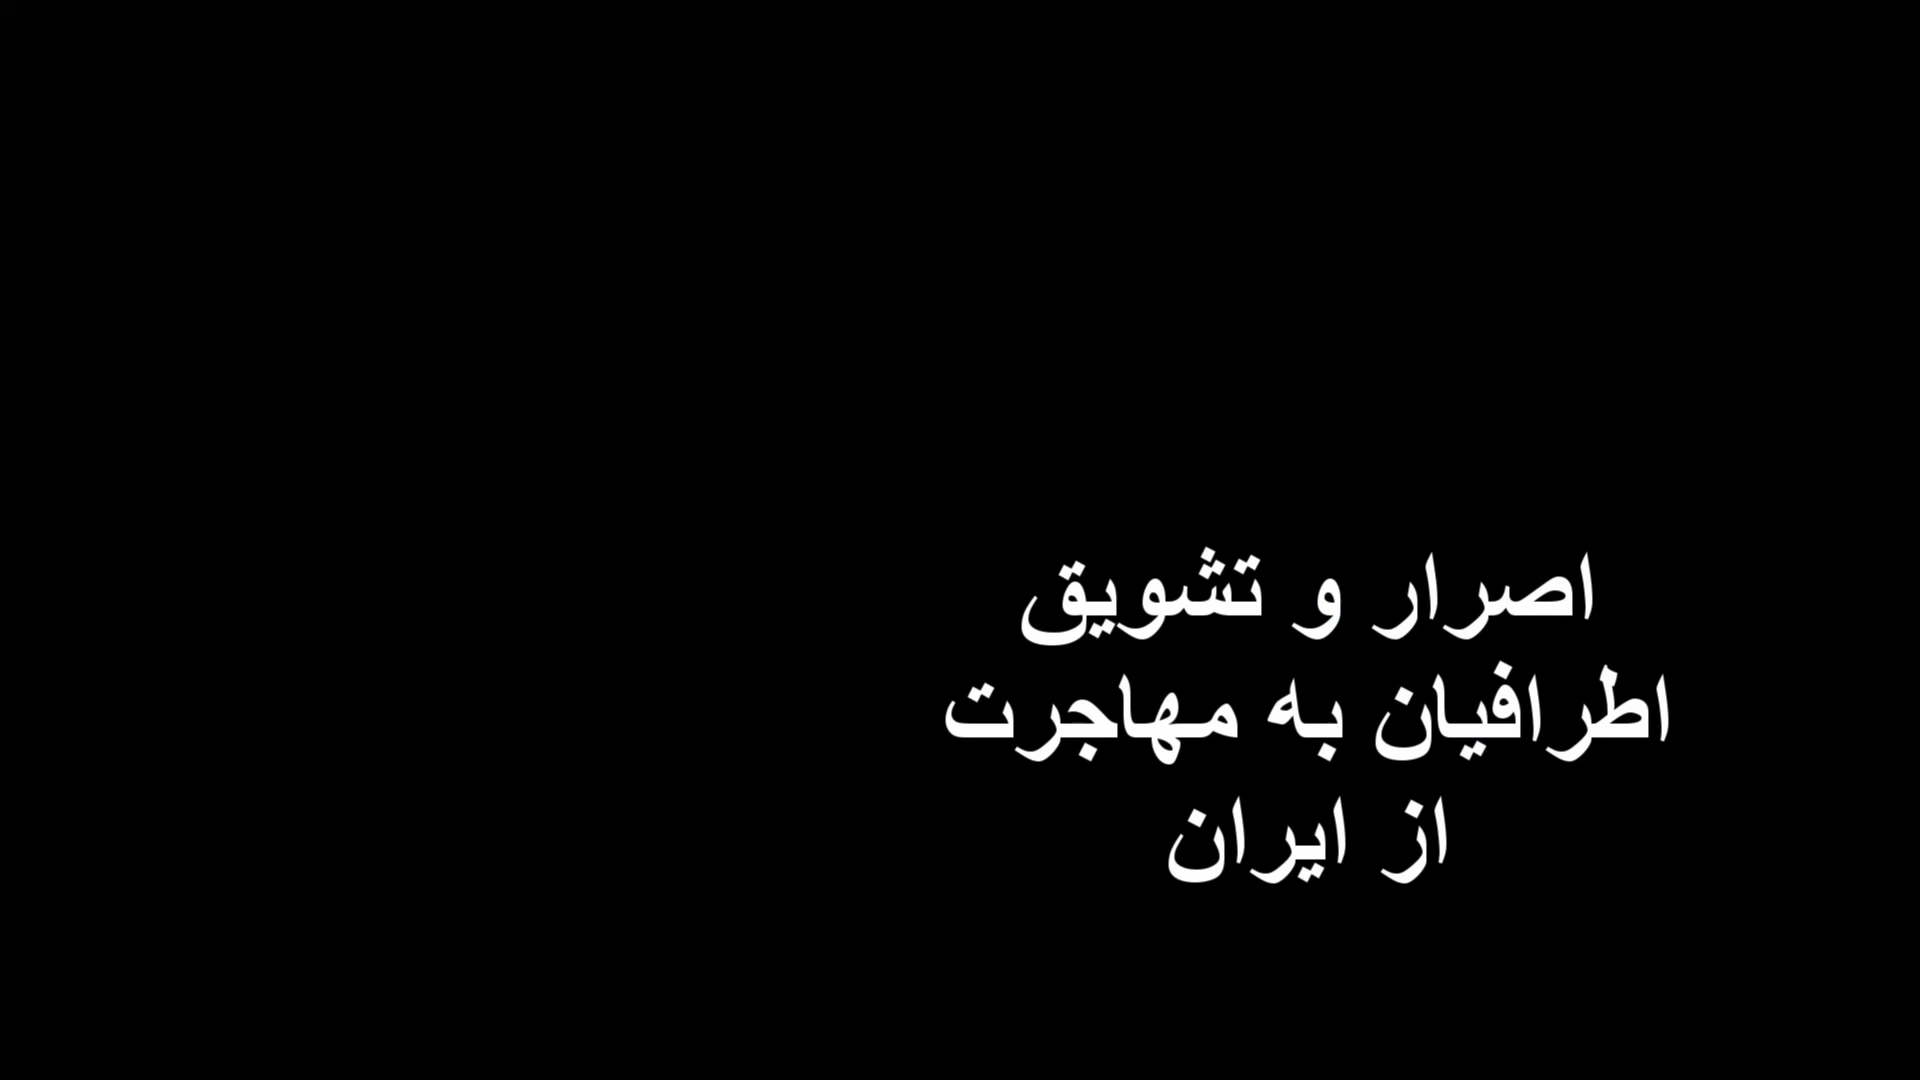 اصرار و تشویق
اطرافیان به مهاجرت
از ایران